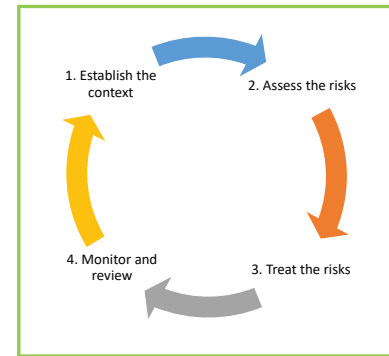 1. Establish the
context
2. Assess the risks
3. Treat the risks
4. Monitor and
review